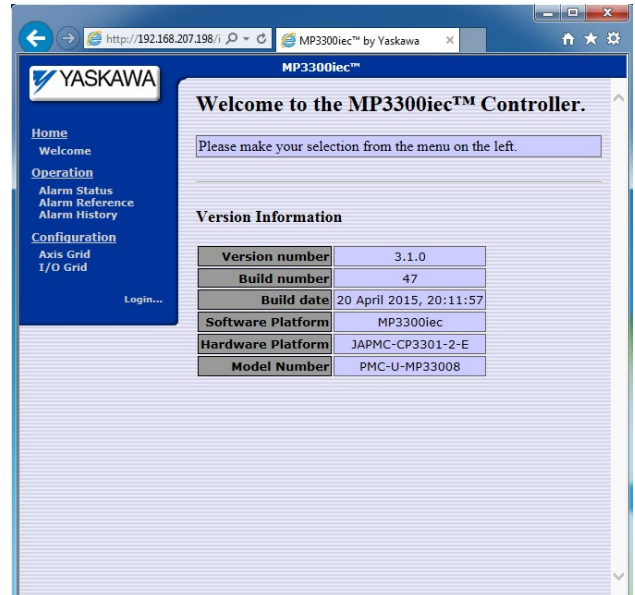 http://192.168.207.198/i
MP3300iec™ by Yaskawa
YASKAWA
MP3300iec™
Home
Welcome
Operation
Alarm Status
Alarm Reference
Alarm History
Configuration
Axis Grid
I/O Grid
Login...
Welcome to the MP3300iec™ Controller.
Please make your selection from the menu on the left.
Version Information
Version number 3.1.0
Build number 47
Build date 20 April 2015, 20:11:57
Software Platform MP3300iec
Hardware Platform JAPMC-CP3301-2-E
Model Number PMC-U-MP33008